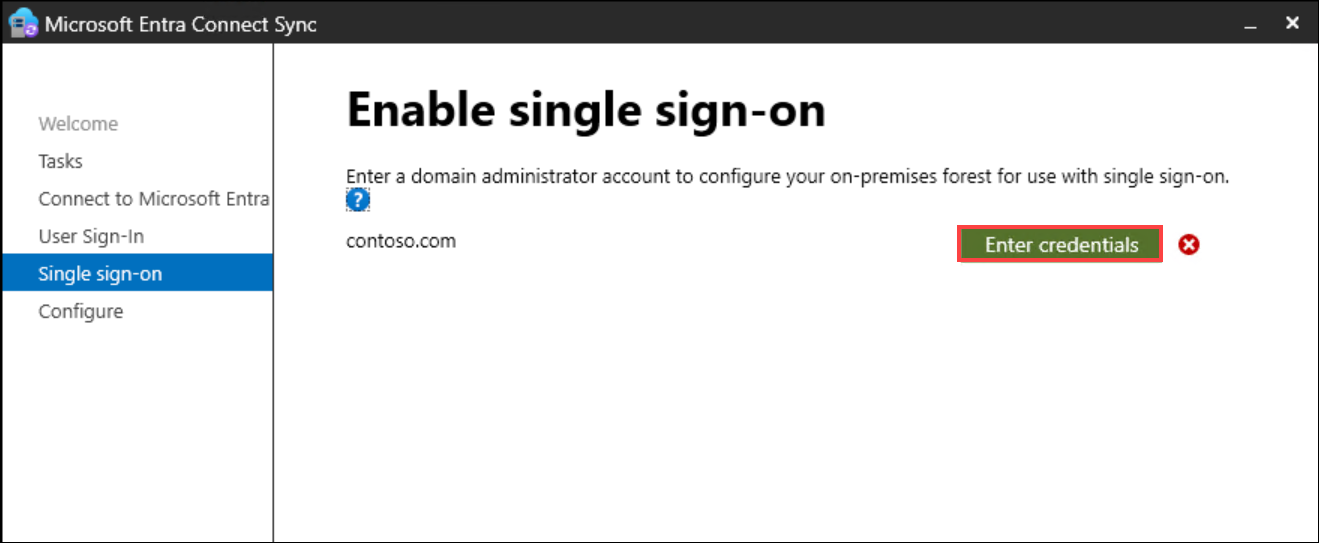 Microsoft Entra Connect Sync
Welcome
Tasks
Connect to Microsoft Entra
User Sign-In
Single sign-on
Configure
Enable single sign-on
Enter a domain administrator account to configure your on-premises forest for use with single sign-on.
?
contoso.com
Enter credentials